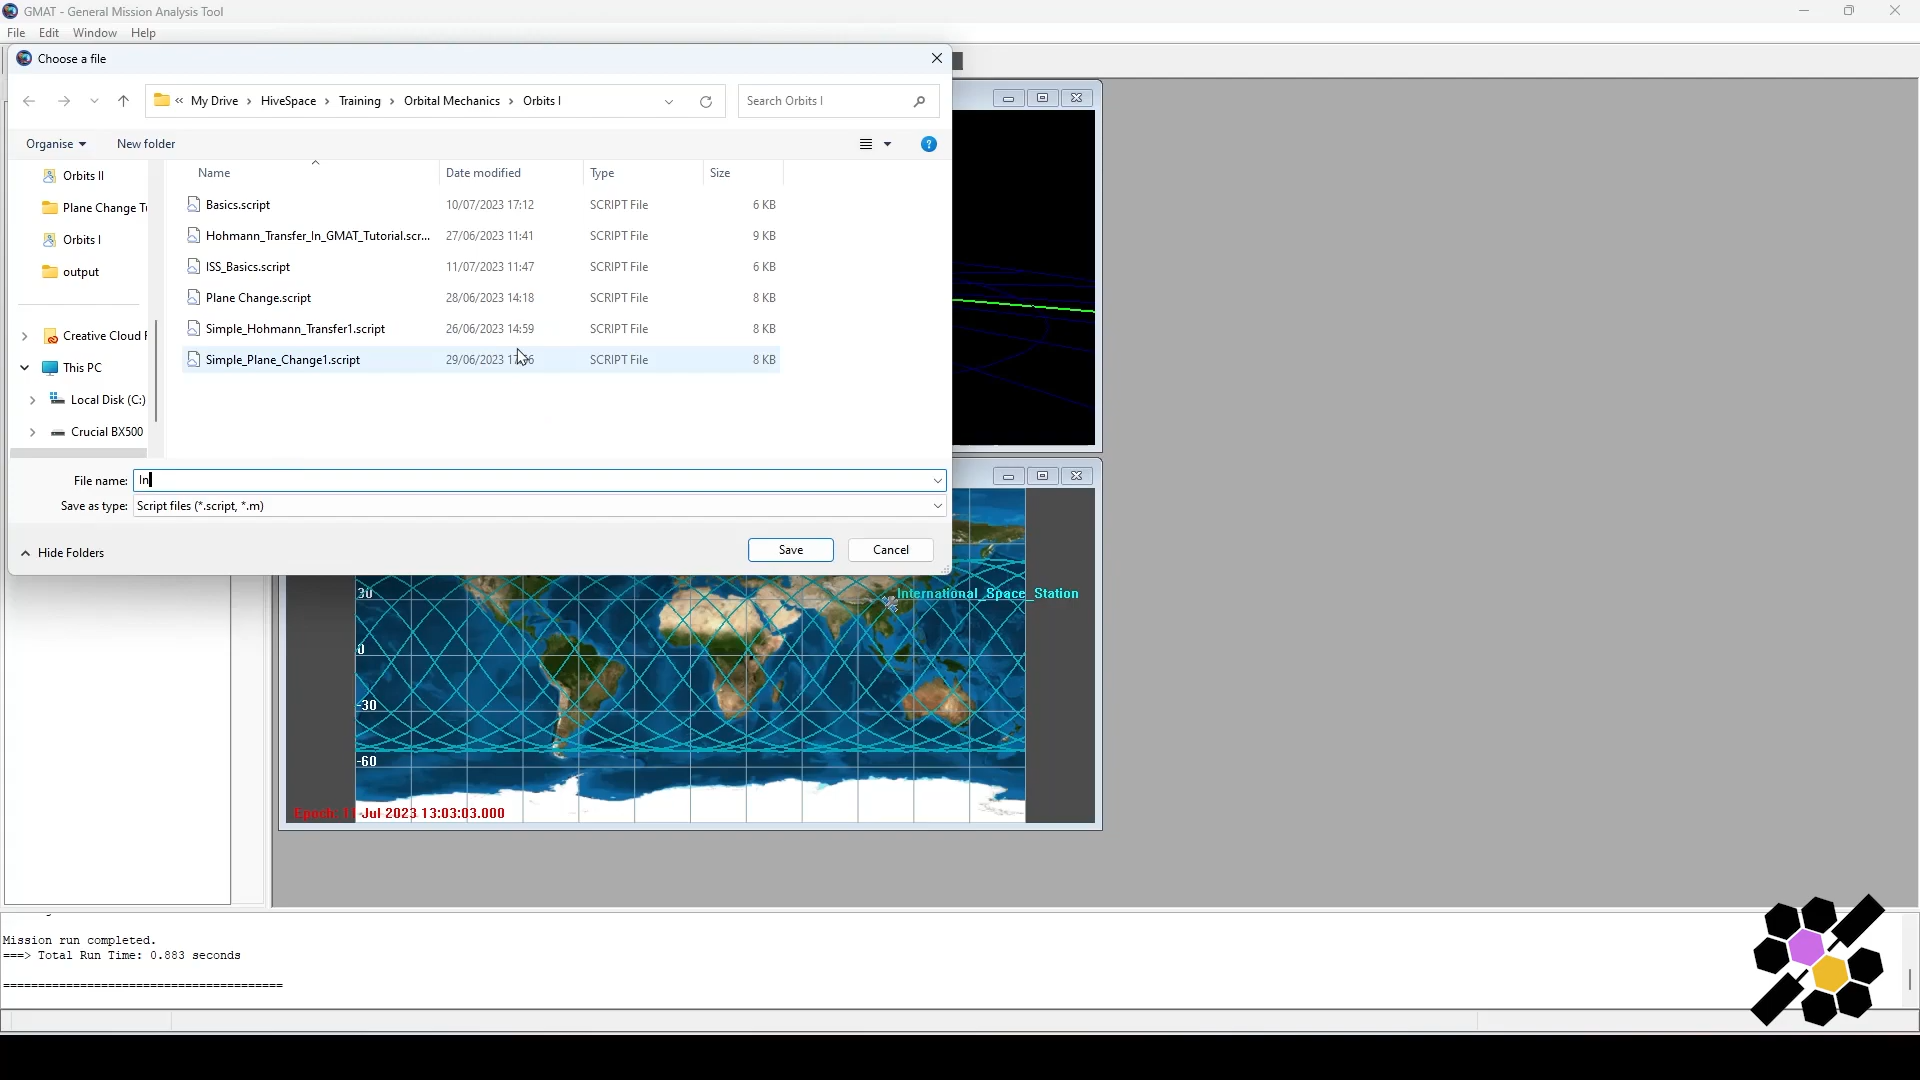 GMAT - General Mission Analysis Tool
File Edit Window Help
Choose a file
« My Drive › HiveSpace › Training › Orbital Mechanics › Orbits I
Search Orbits I
Organise New folder
Name Date modified Type Size
Orbits II
Plane Change
Orbits I
output
Creative Cloud
This PC
Local Disk (C:)
Crucial BX500
Basics.script 10/07/2023 17:12 SCRIPT File 6 KB
Hohmann_Transfer_In_GMAT_Tutorial.scr... 27/06/2023 11:41 SCRIPT File 9 KB
ISS_Basics.script 11/07/2023 11:47 SCRIPT File 6 KB
Plane Change.script 28/06/2023 14:18 SCRIPT File 8 KB
Simple_Hohmann_Transfer1.script 26/06/2023 14:59 SCRIPT File 8 KB
Simple_Plane_Change1.script 29/06/2023 SCRIPT File 8 KB
File name: In
Save as type: Script files (*.script, *.m)
Hide Folders
Save Cancel
30
International_Space_Station
0
-30
-60
Epoch: 11 Jul 2023 13:03:03.000
Mission run completed.
===> Total Run Time: 0.883 seconds
========================================